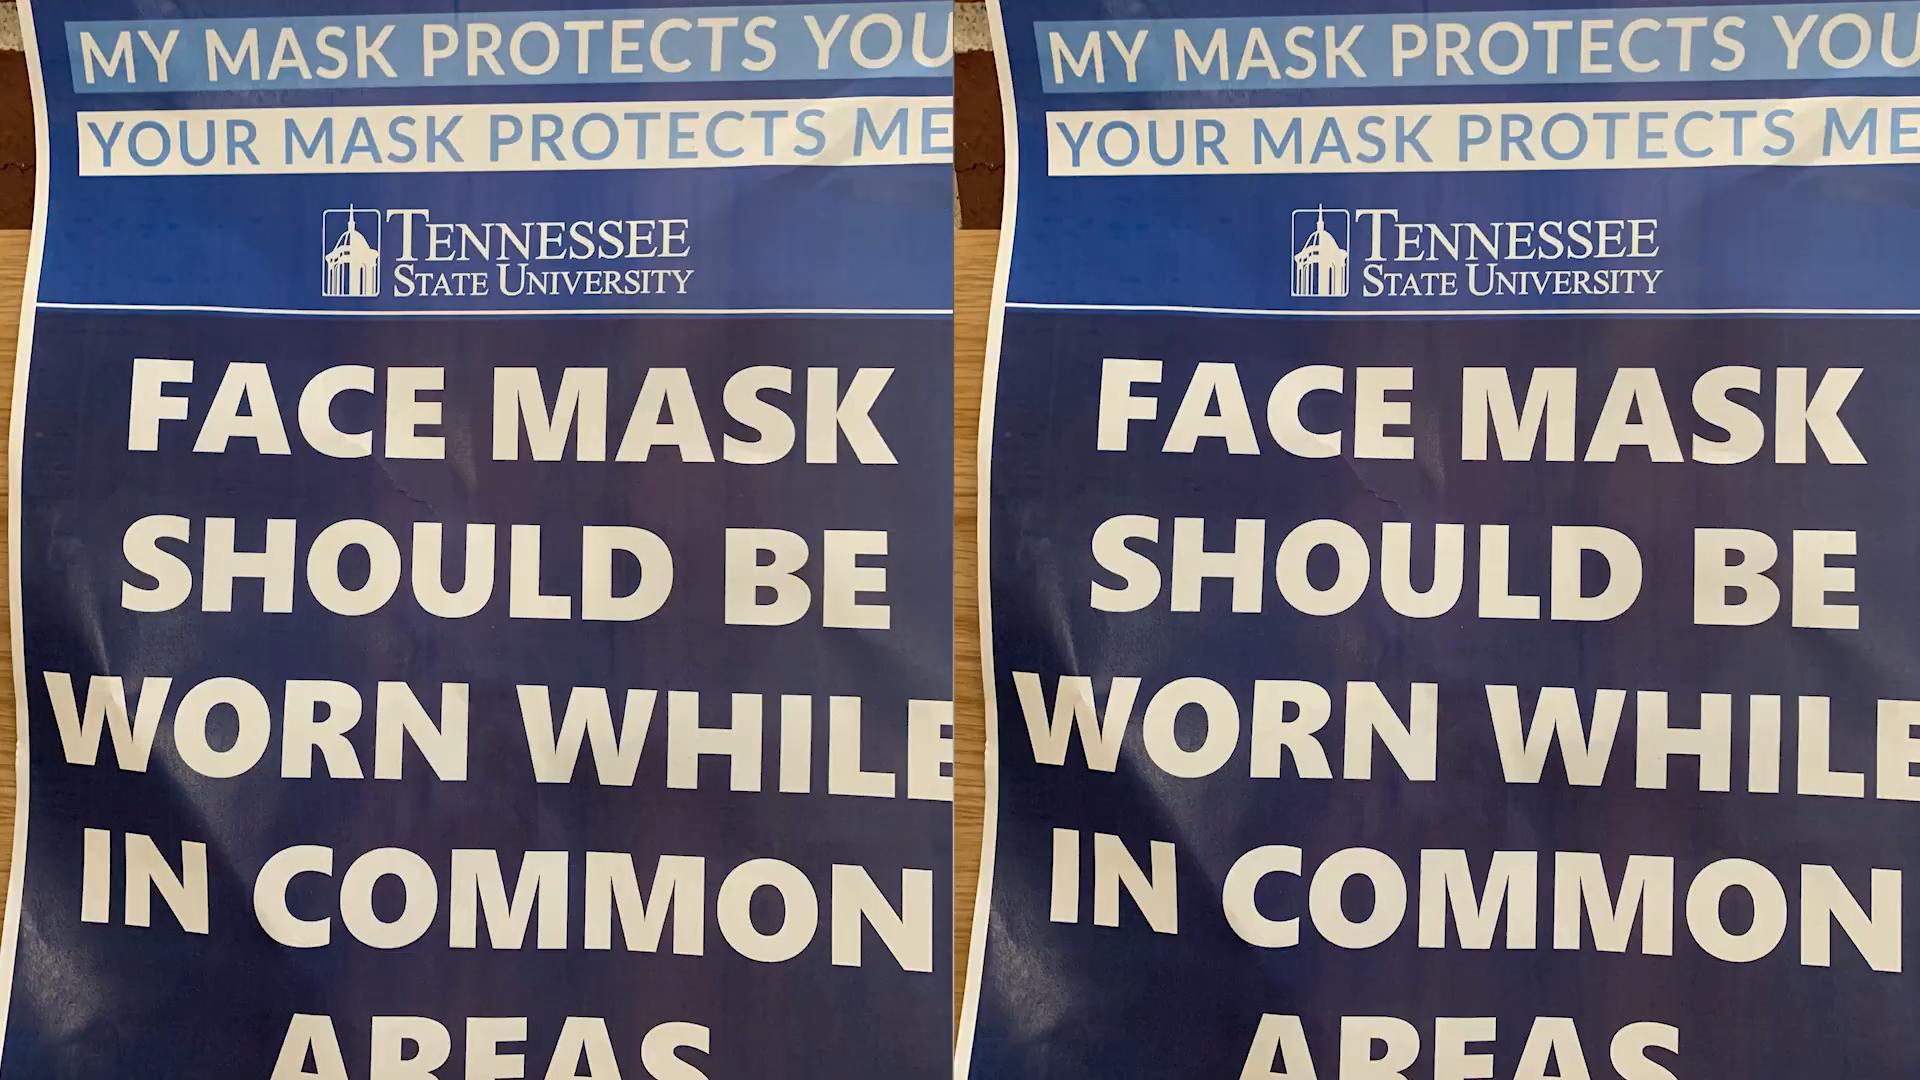 MY MASK PROTECTS YOU
YOUR MASK PROTECTS ME
TENNESSEE
STATE UNIVERSITY
FACE MASK
SHOULD BE
WORN WHILE
IN COMMON
AREAS
MY MASK PROTECTS YOU
YOUR MASK PROTECTS ME
TENNESSEE
STATE UNIVERSITY
FACE MASK
SHOULD BE
WORN WHILE
IN COMMON
AREAS